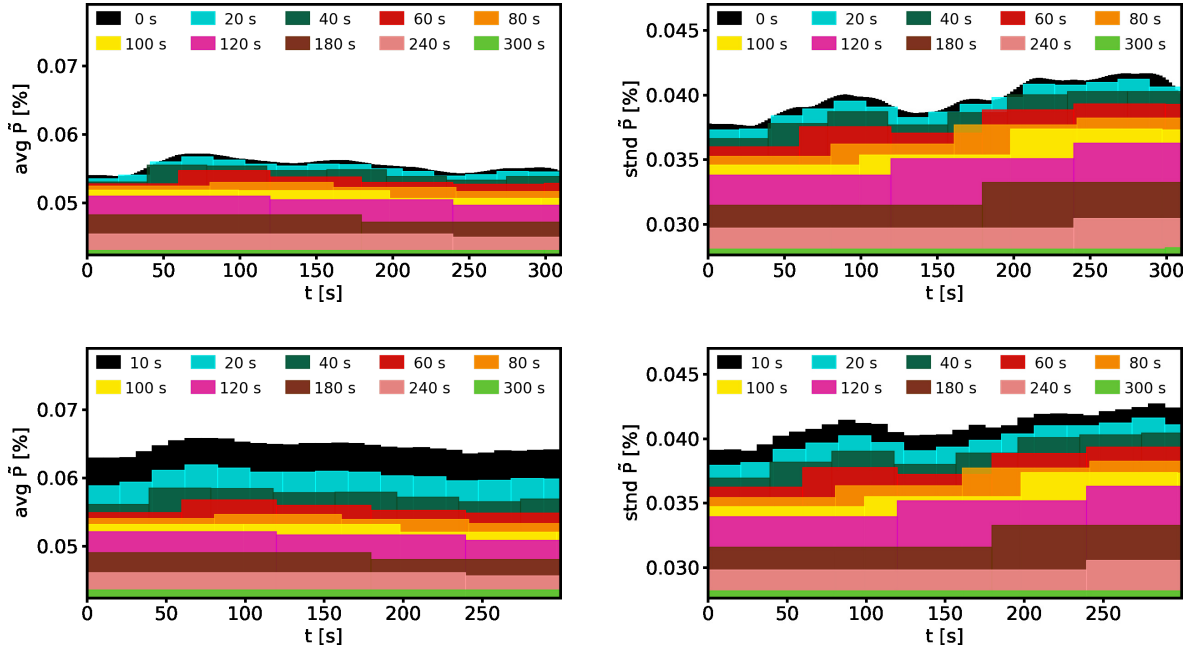 0 s 20 s 40 s 60 s 80 s
100 s 120 s 180 s 240 s 300 s
avg P̃ [%]
0.07
0.06
0.05
0 50 100 150 200 250 300
t [s]
0 s 20 s 40 s 60 s 80 s
100 s 120 s 180 s 240 s 300 s
stnd P̃ [%]
0.045
0.040
0.035
0.030
0 50 100 150 200 250 300
t [s]
10 s 20 s 40 s 60 s 80 s
100 s 120 s 180 s 240 s 300 s
avg P̃ [%]
0.07
0.06
0.05
0 50 100 150 200 250
t [s]
10 s 20 s 40 s 60 s 80 s
100 s 120 s 180 s 240 s 300 s
stnd P̃ [%]
0.045
0.040
0.035
0.030
0 50 100 150 200 250
t [s]